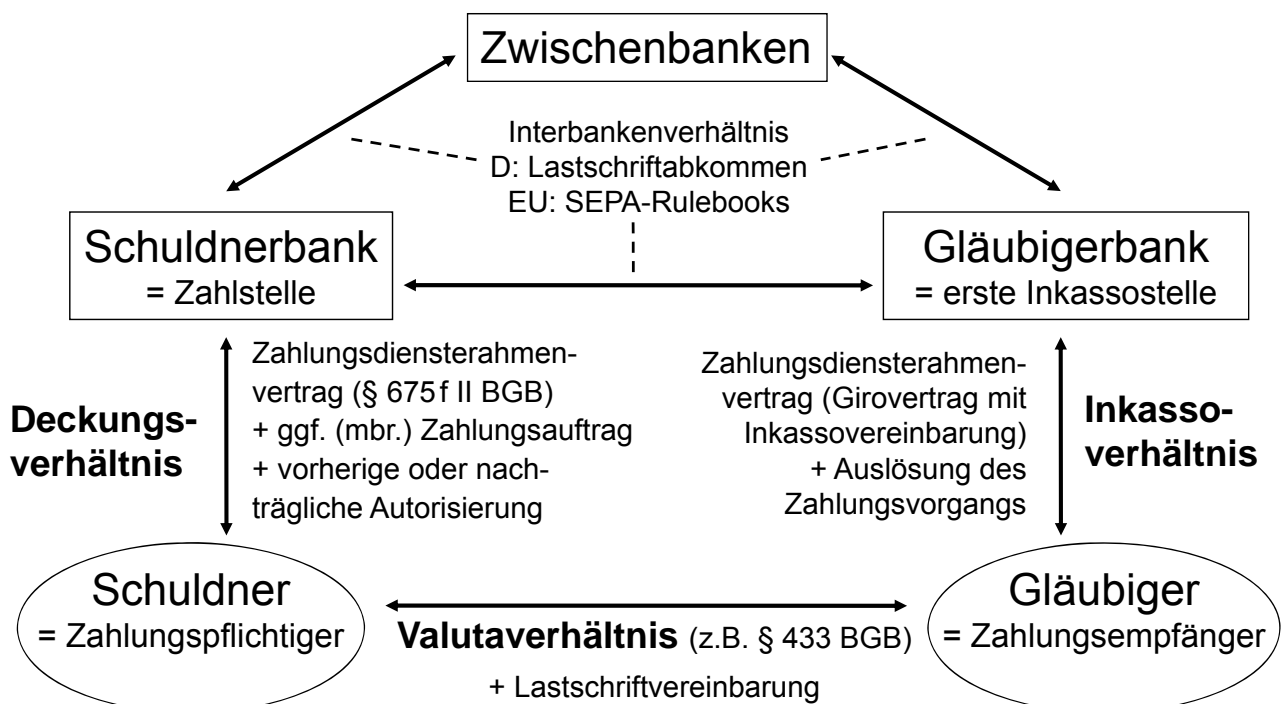 Zwischenbanken
Interbankenverhältnis
D: Lastschriftabkommen
EU: SEPA-Rulebooks
Schuldnerbank
= Zahlstelle
Gläubigerbank
= erste Inkassostelle
Deckungs-
verhältnis
Zahlungsdiensterahmen-
vertrag (§ 675f II BGB)
+ ggf. (mbr.) Zahlungsauftrag
+ vorherige oder nach-
trägliche Autorisierung
Zahlungsdiensterahmen-
vertrag (Girovertrag mit
Inkassovereinbarung)
+ Auslösung des
Zahlungsvorgangs
Inkasso-
verhältnis
Schuldner
= Zahlungspflichtiger
Valutaverhältnis (z.B. § 433 BGB)
+ Lastschriftvereinbarung
Gläubiger
= Zahlungsempfänger